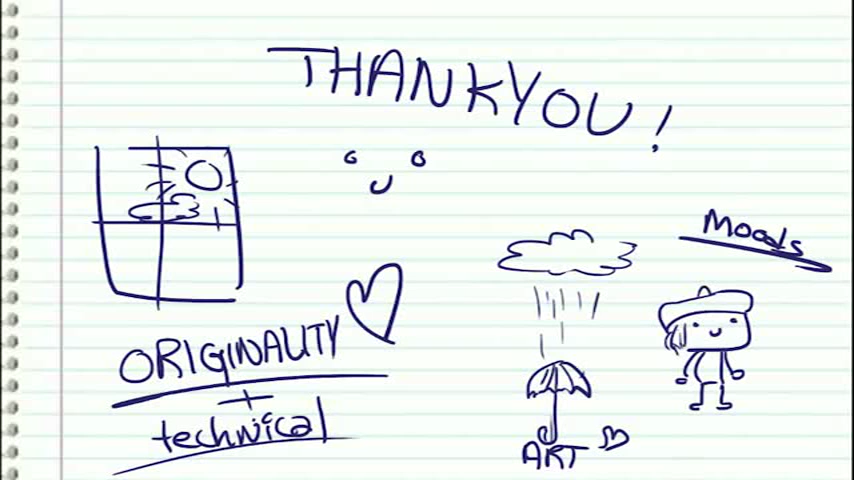 THANKYOU!
Moods
ORIGINALITY
+
technical
ART